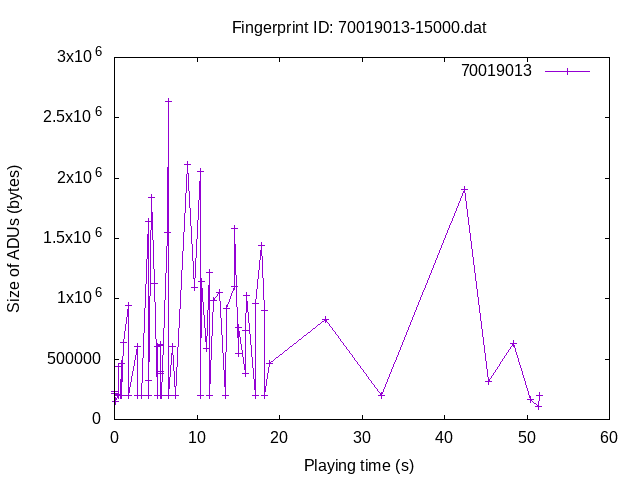 Fingerprint ID: 70019013-15000.dat
3x10^6
70019013
2.5x10^6
2x10^6
1.5x10^6
1x10^6
500000
0
Size of ADUs (bytes)
0 10 20 30 40 50 60
Playing time (s)